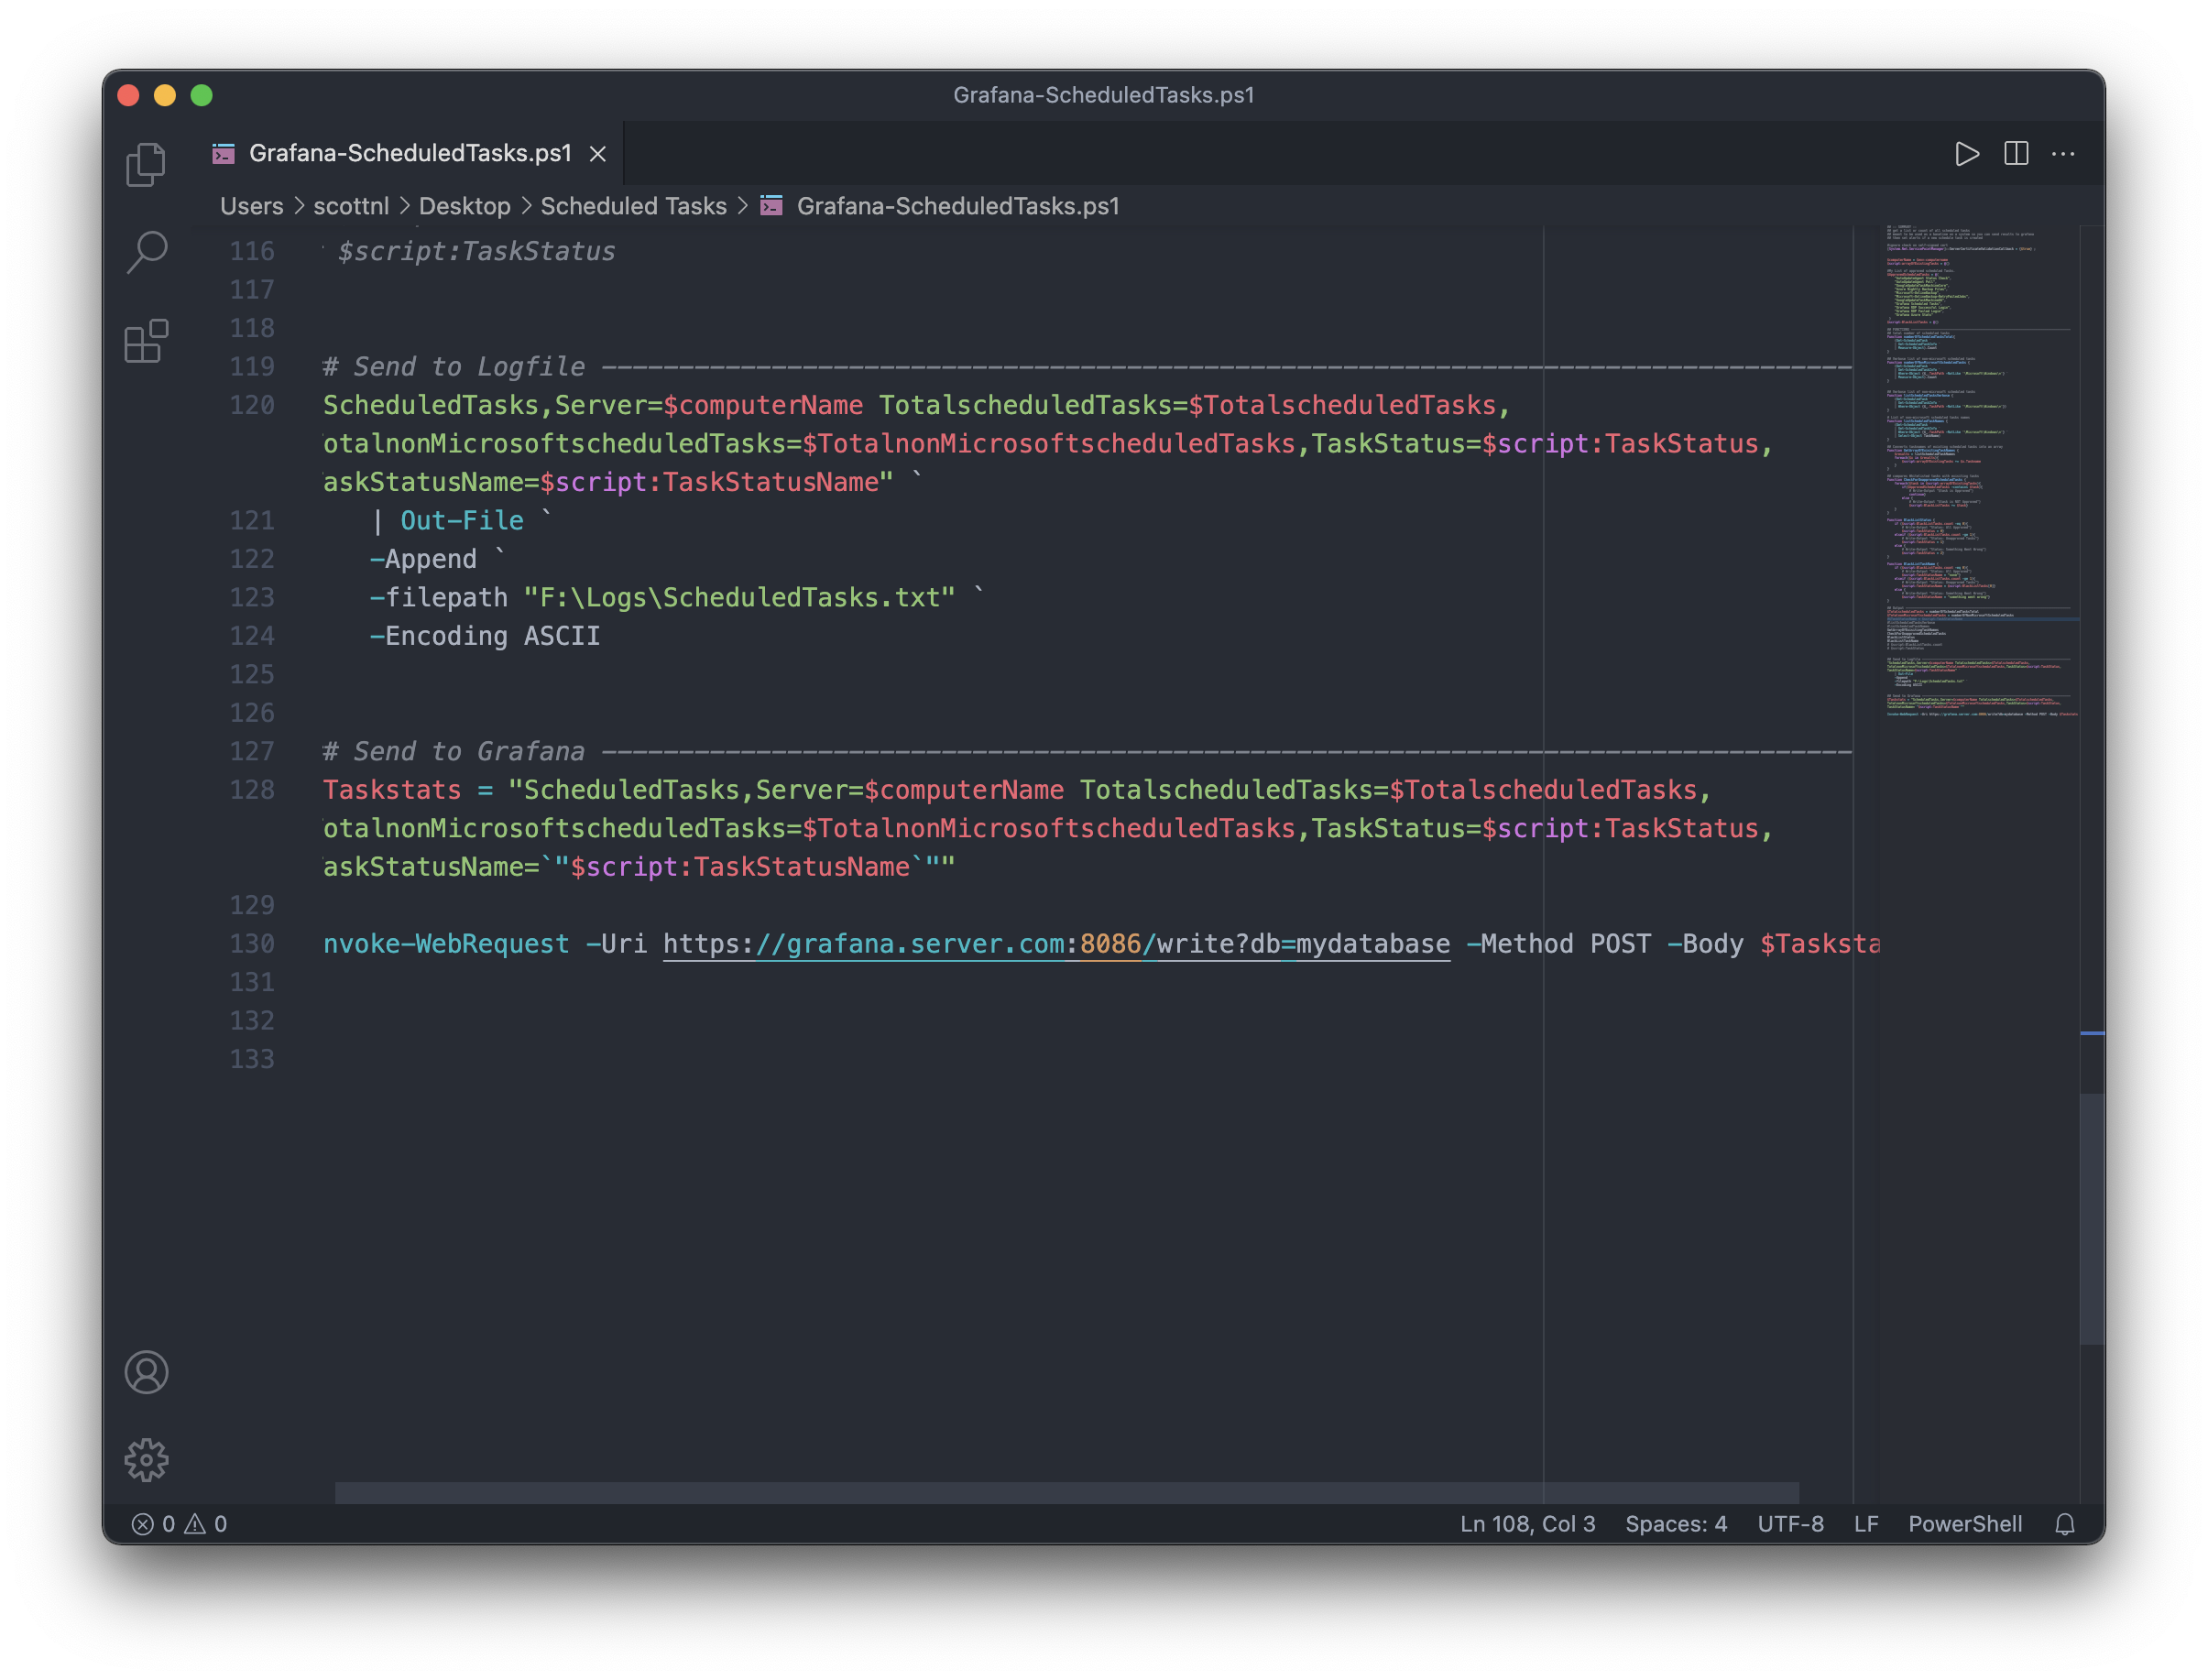 Grafana-ScheduledTasks.ps1
Grafana-ScheduledTasks.ps1
Users > scottnl > Desktop > Scheduled Tasks > Grafana-ScheduledTasks.ps1
116 $script:TaskStatus
117
118
119 # Send to Logfile ---------------------------------------------------------------------------------
120 ScheduledTasks,Server=$computerName TotalscheduledTasks=$TotalscheduledTasks,
otalnonMicrosoftscheduledTasks=$TotalnonMicrosoftscheduledTasks,TaskStatus=$script:TaskStatus,
askStatusName=$script:TaskStatusName" `
121 | Out-File `
122 -Append `
123 -filepath "F:\Logs\ScheduledTasks.txt" `
124 -Encoding ASCII
125
126
127 # Send to Grafana ---------------------------------------------------------------------------------
128 Taskstats = "ScheduledTasks,Server=$computerName TotalscheduledTasks=$TotalscheduledTasks,
otalnonMicrosoftscheduledTasks=$TotalnonMicrosoftscheduledTasks,TaskStatus=$script:TaskStatus,
askStatusName=`"$script:TaskStatusName`""
129
130 nvoke-WebRequest -Uri https://grafana.server.com:8086/write?db=mydatabase -Method POST -Body $Tasksta
131
132
133
0 0 Ln 108, Col 3 Spaces: 4 UTF-8 LF PowerShell